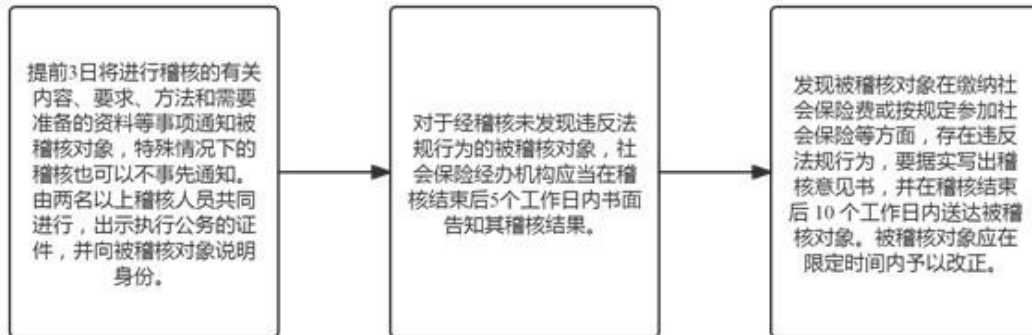 提前3日将进行稽核的有关
内容、要求、方法和需要
准备的资料等事项通知被
稽核对象，特殊情况下的
稽核也可以不事先通知。
由两名以上稽核人员共同
进行，出示执行公务的证
件，并向被稽核对象说明
身份。
对于经稽核未发现违反法
规行为的被稽核对象，社
会保险经办机构应当在稽
核结束后5个工作日内书面
告知其稽核结果。
发现被稽核对象在缴纳社
会保险费或按规定参加社
会保险等方面，存在违反
法规行为，要据实写出稽
核意见书，并在稽核结束
后 10 个工作日内送达被稽
核对象。被稽核对象应在
限定时间内予以改正。